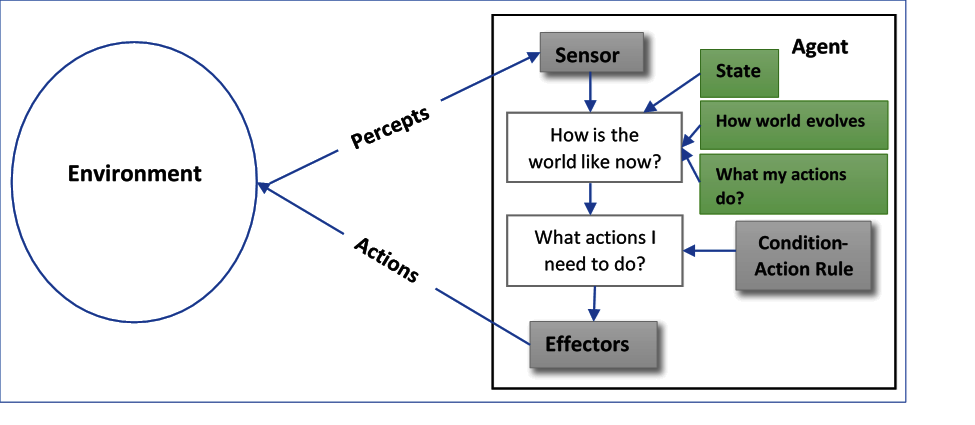 Agent
Sensor
State
How world evolves
Percepts
How is the
world like now?
Environment
What my actions
do?
What actions I
need to do?
Condition-
Action Rule
Actions
Effectors